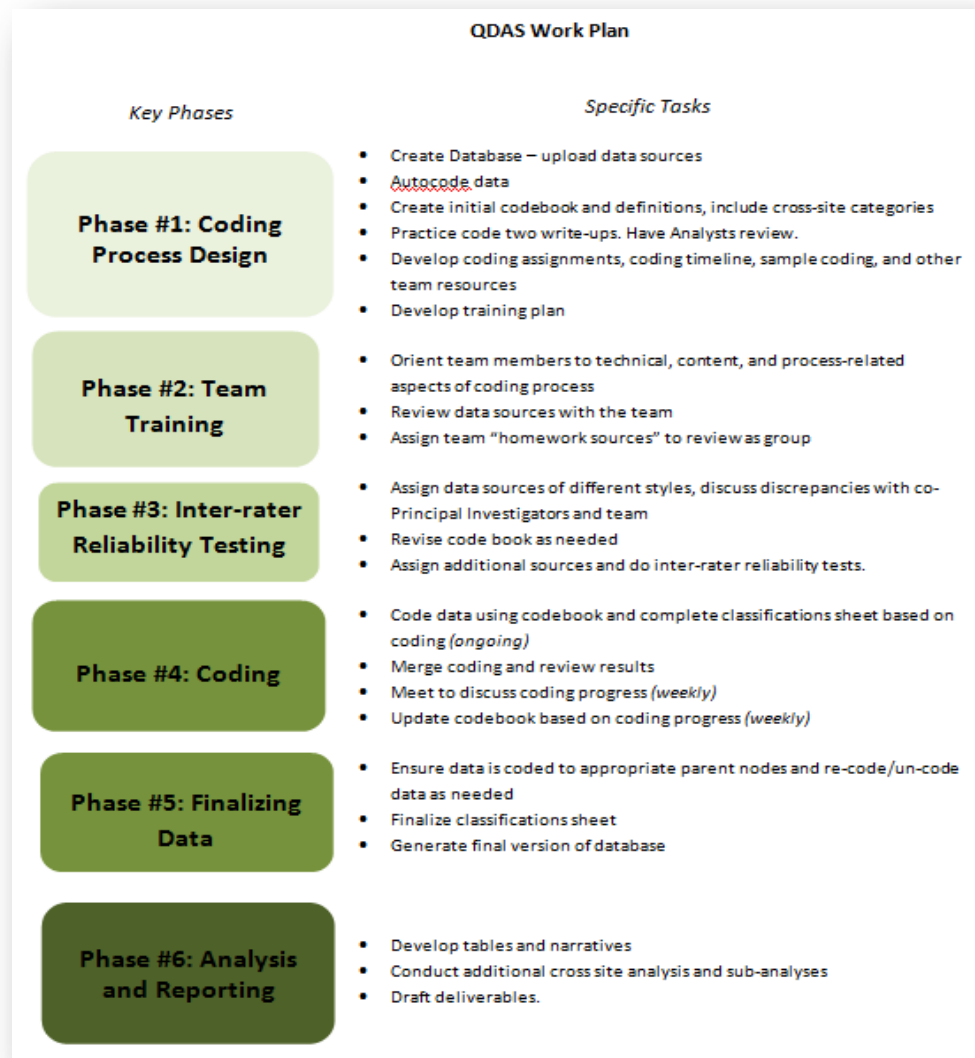 QDAS Work Plan
Key Phases
Specific Tasks
Phase #1: Coding
Process Design
• Create Database – upload data sources
• Autocode data
• Create initial codebook and definitions, include cross-site categories
• Practice code two write-ups. Have Analysts review.
• Develop coding assignments, coding timeline, sample coding, and other
team resources
• Develop training plan
Phase #2: Team
Training
• Orient team members to technical, content, and process-related
aspects of coding process
• Review data sources with the team
• Assign team “homework sources” to review as group
Phase #3: Inter-rater
Reliability Testing
• Assign data sources of different styles, discuss discrepancies with co-
Principal Investigators and team
• Revise code book as needed
• Assign additional sources and do inter-rater reliability tests.
Phase #4: Coding
• Code data using codebook and complete classifications sheet based on
coding (ongoing)
• Merge coding and review results
• Meet to discuss coding progress (weekly)
• Update codebook based on coding progress (weekly)
Phase #5: Finalizing
Data
• Ensure data is coded to appropriate parent nodes and re-code/un-code
data as needed
• Finalize classifications sheet
• Generate final version of database
Phase #6: Analysis
and Reporting
• Develop tables and narratives
• Conduct additional cross site analysis and sub-analyses
• Draft deliverables.